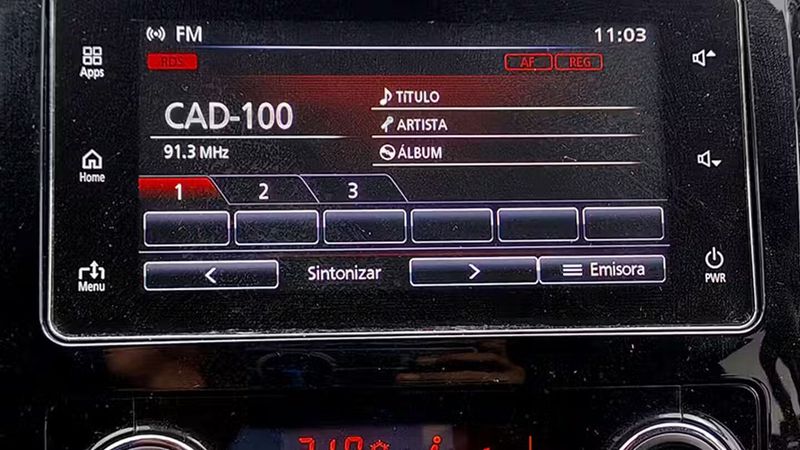 FM 11:03
Apps
RDS AF REG
CAD-100
TITULO
ARTISTA
91.3 MHz
ÁLBUM
Home
1 2 3
< Sintonizar > Emisora
Menu
PWR